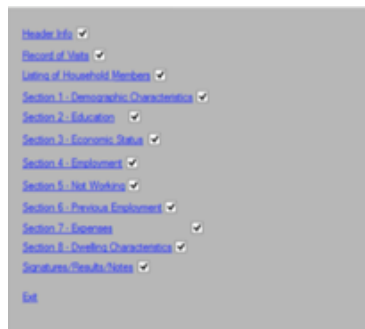 Header Info
Record of Visits
Listing of Household Members
Section 1 - Demographic Characteristics
Section 2 - Education
Section 3 - Economic Status
Section 4 - Employment
Section 5 - Not Working
Section 6 - Previous Employment
Section 7 - Expenses
Section 8 - Dwelling Characteristics
Signatures/Results/Notes
Exit